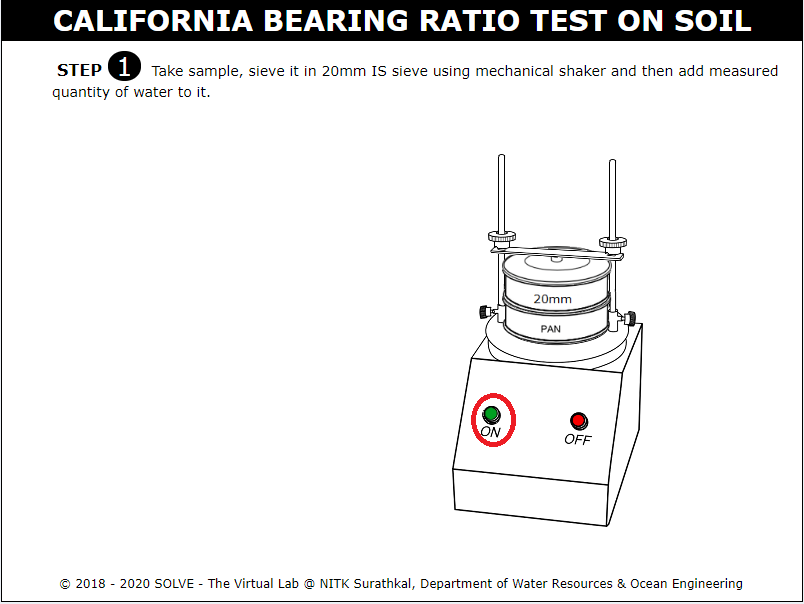 CALIFORNIA BEARING RATIO TEST ON SOIL
STEP 1 Take sample, sieve it in 20mm IS sieve using mechanical shaker and then add measured
quantity of water to it.
20mm
PAN
ON
OFF
© 2018 - 2020 SOLVE - The Virtual Lab @ NITK Surathkal, Department of Water Resources & Ocean Engineering